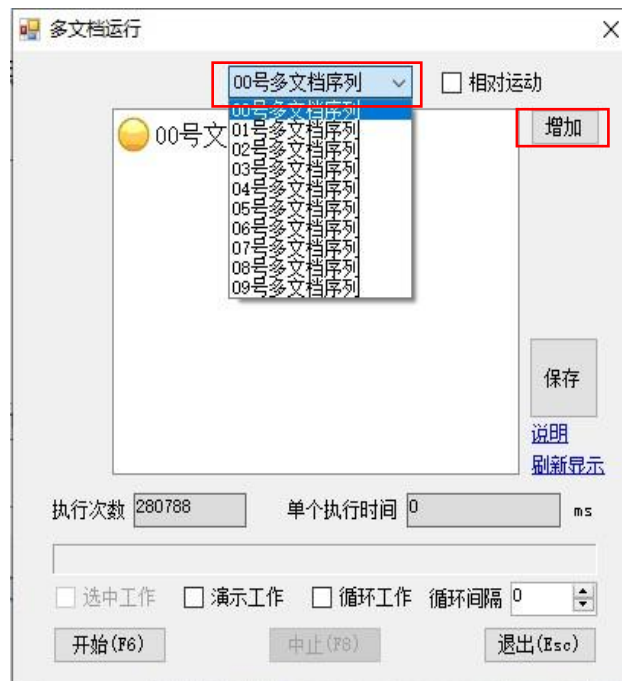 多文档运行
00号多文档序列
相对运动
增加
00号文
00号多文档序列
01号多文档序列
02号多文档序列
03号多文档序列
04号多文档序列
05号多文档序列
06号多文档序列
07号多文档序列
08号多文档序列
09号多文档序列
保存
说明
刷新显示
执行次数 280788 单个执行时间 0 ms
选中工作 演示工作 循环工作 循环间隔 0
开始(F6) 中止(F8) 退出(Esc)